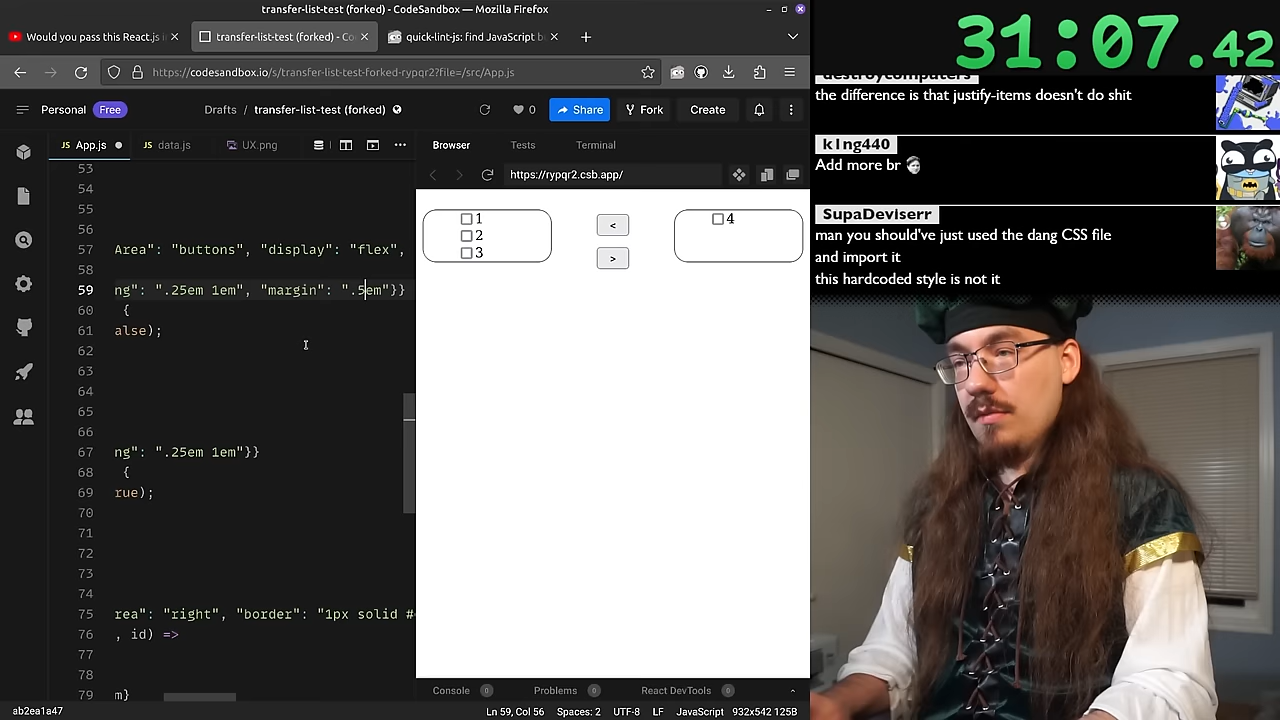 transfer-list-test (forked) - CodeSandbox — Mozilla Firefox
Would you pass this React.js i
transfer-list-test (forked) - Co
quick-lint-js: find JavaScript b
https://codesandbox.io/s/transfer-list-test-forked-rypqr2?file=/src/App.js
Personal Free
Drafts / transfer-list-test (forked)
0
Share
Fork
Create
JS App.js
JS data.js
UX.png
Browser
Tests
Terminal
https://rypqr2.csb.app/
53
54
55
56
57 Area": "buttons", "display": "flex",
58
59 ng": ".25em 1em", "margin": ".5em"}}
60 {
61 alse);
62
63
64
65
66
67 ng": ".25em 1em"}}
68 {
69 rue);
70
71
72
73
74
75 rea": "right", "border": "1px solid #
76 , id) =>
77
78
79 m}
1
2
3
<
>
4
Console 0
Problems 0
React DevTools 0
ab2ea1a47
Ln 59, Col 56 Spaces: 2 UTF-8 LF JavaScript 932x542 125B
31:07.42
destroycomputers
the difference is that justify-items doesn't do shit
k1ng440
Add more br
SupaDeviserr
man you should've just used the dang CSS file
and import it
this hardcoded style is not it